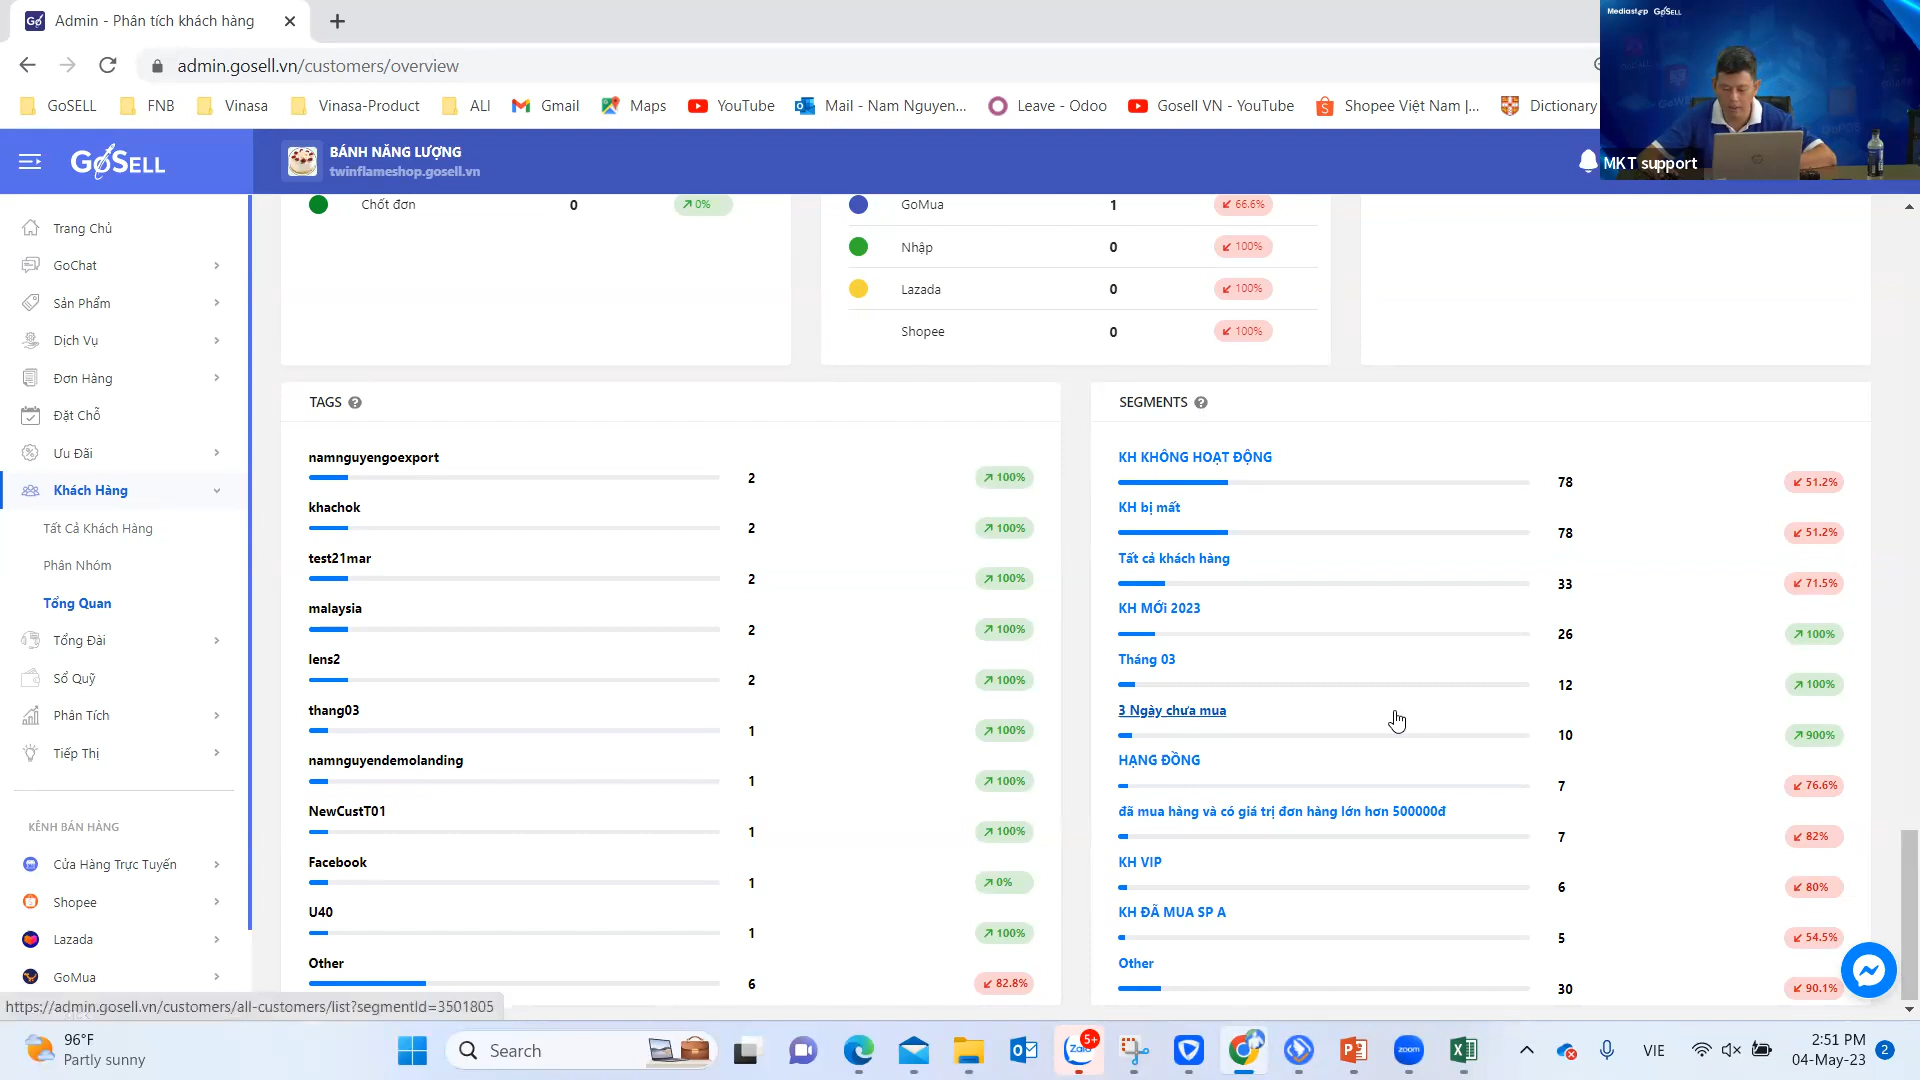 Admin - Phân tích khách hàng
admin.gosell.vn/customers/overview
GoSELL
FNB
Vinasa
Vinasa-Product
ALI
Gmail
Maps
YouTube
Mail - Nam Nguyen...
Leave - Odoo
Gosell VN - YouTube
Shopee Việt Nam |...
Dictionary
Mediastep GoSELL
MKT support
GoSELL
BÁNH NĂNG LƯỢNG
twinflameshop.gosell.vn
Trang Chủ
GoChat
Sản Phẩm
Dịch Vụ
Đơn Hàng
Đặt Chỗ
Ưu Đãi
Khách Hàng
Tất Cả Khách Hàng
Phân Nhóm
Tổng Quan
Tổng Đài
Sổ Quỹ
Phân Tích
Tiếp Thị
KÊNH BÁN HÀNG
Cửa Hàng Trực Tuyến
Shopee
Lazada
GoMua
Chốt đơn 0 0%
GoMua 1 66.6%
Nhập 0 100%
Lazada 0 100%
Shopee 0 100%
TAGS
namnguyengoexport
2 100%
khachok
2 100%
test21mar
2 100%
malaysia
2 100%
lens2
2 100%
thang03
1 100%
namnguyendemolanding
1 100%
NewCustT01
1 100%
Facebook
1 0%
U40
1 100%
Other
6 82.8%
SEGMENTS
KH KHÔNG HOẠT ĐỘNG
78 51.2%
KH bị mất
78 51.2%
Tất cả khách hàng
33 71.5%
KH MỚi 2023
26 100%
Tháng 03
12 100%
3 Ngày chưa mua
10 900%
HẠNG ĐỒNG
7 76.6%
đã mua hàng và có giá trị đơn hàng lớn hơn 500000đ
7 82%
KH VIP
6 80%
KH ĐÃ MUA SP A
5 54.5%
Other
30 90.1%
https://admin.gosell.vn/customers/all-customers/list?segmentId=3501805
96°F
Partly sunny
Search
Zalo
5+
zoom
VIE
2:51 PM
04-May-23
2